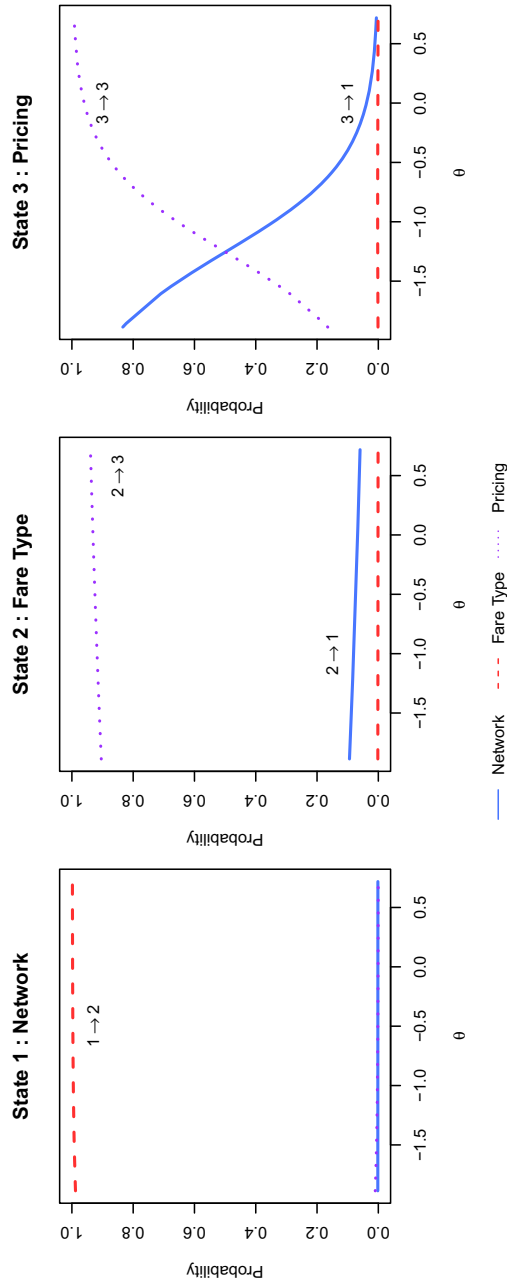 State 1 : Network
Probability
1.0
0.8
0.6
0.4
0.2
0.0
1 → 2
−1.5 −1.0 −0.5 0.0 0.5
θ
State 2 : Fare Type
Probability
1.0
0.8
0.6
0.4
0.2
0.0
2 → 3
2 → 1
−1.5 −1.0 −0.5 0.0 0.5
θ
State 3 : Pricing
Probability
1.0
0.8
0.6
0.4
0.2
0.0
3 → 3
3 → 1
−1.5 −1.0 −0.5 0.0 0.5
θ
Network Fare Type Pricing